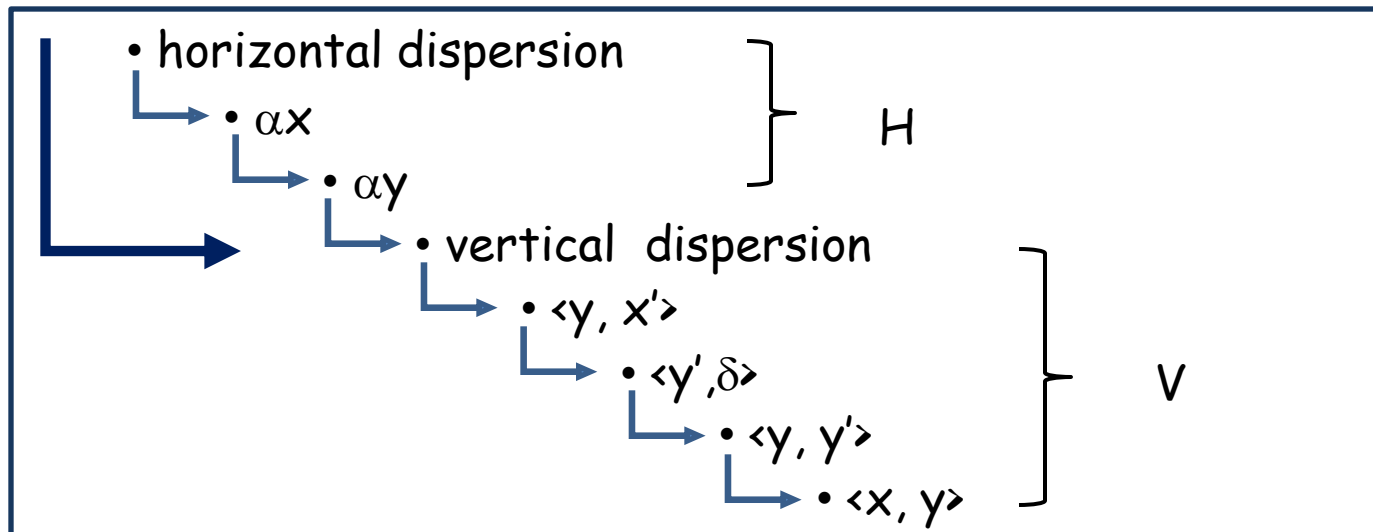 • horizontal dispersion
• αx
H
• αy
• vertical dispersion
• <y, x'>
• <y',δ>
V
• <y, y'>
• <x, y>